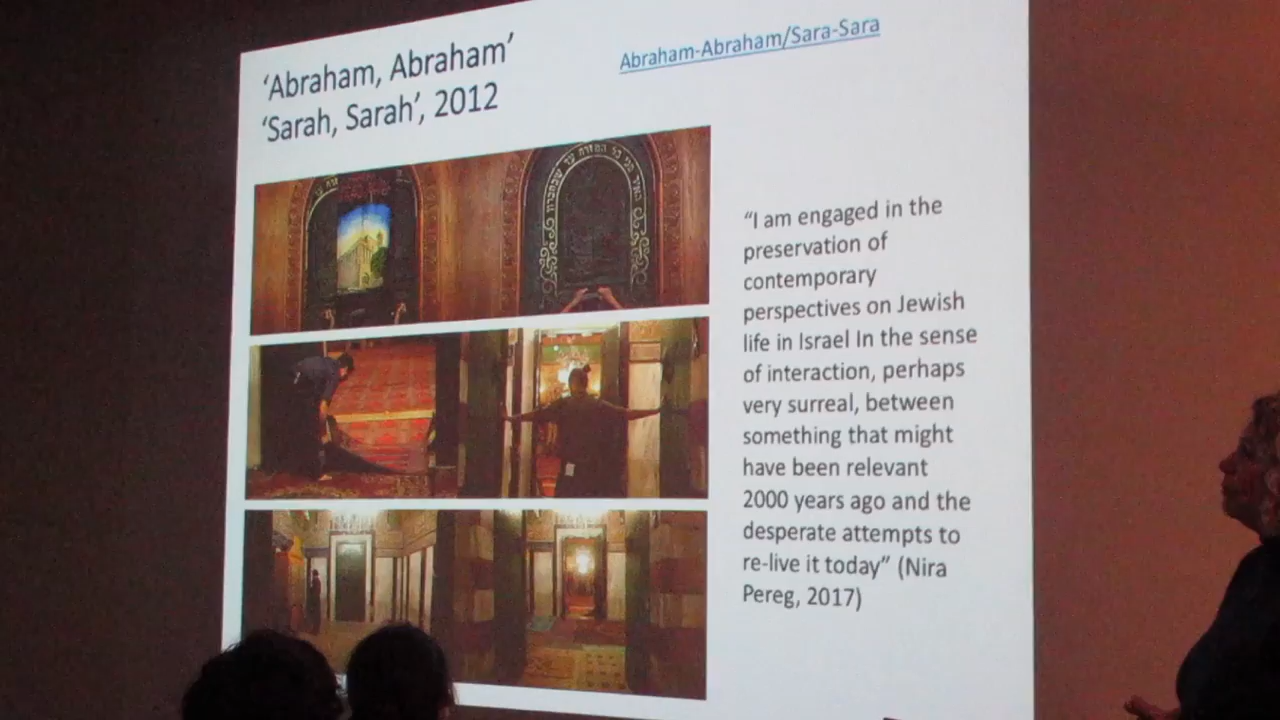 ‘Abraham, Abraham’
‘Sarah, Sarah’, 2012
Abraham-Abraham/Sara-Sara
“I am engaged in the
preservation of
contemporary
perspectives on Jewish
life in Israel In the sense
of interaction, perhaps
very surreal, between
something that might
have been relevant
2000 years ago and the
desperate attempts to
re-live it today” (Nira
Pereg, 2017)